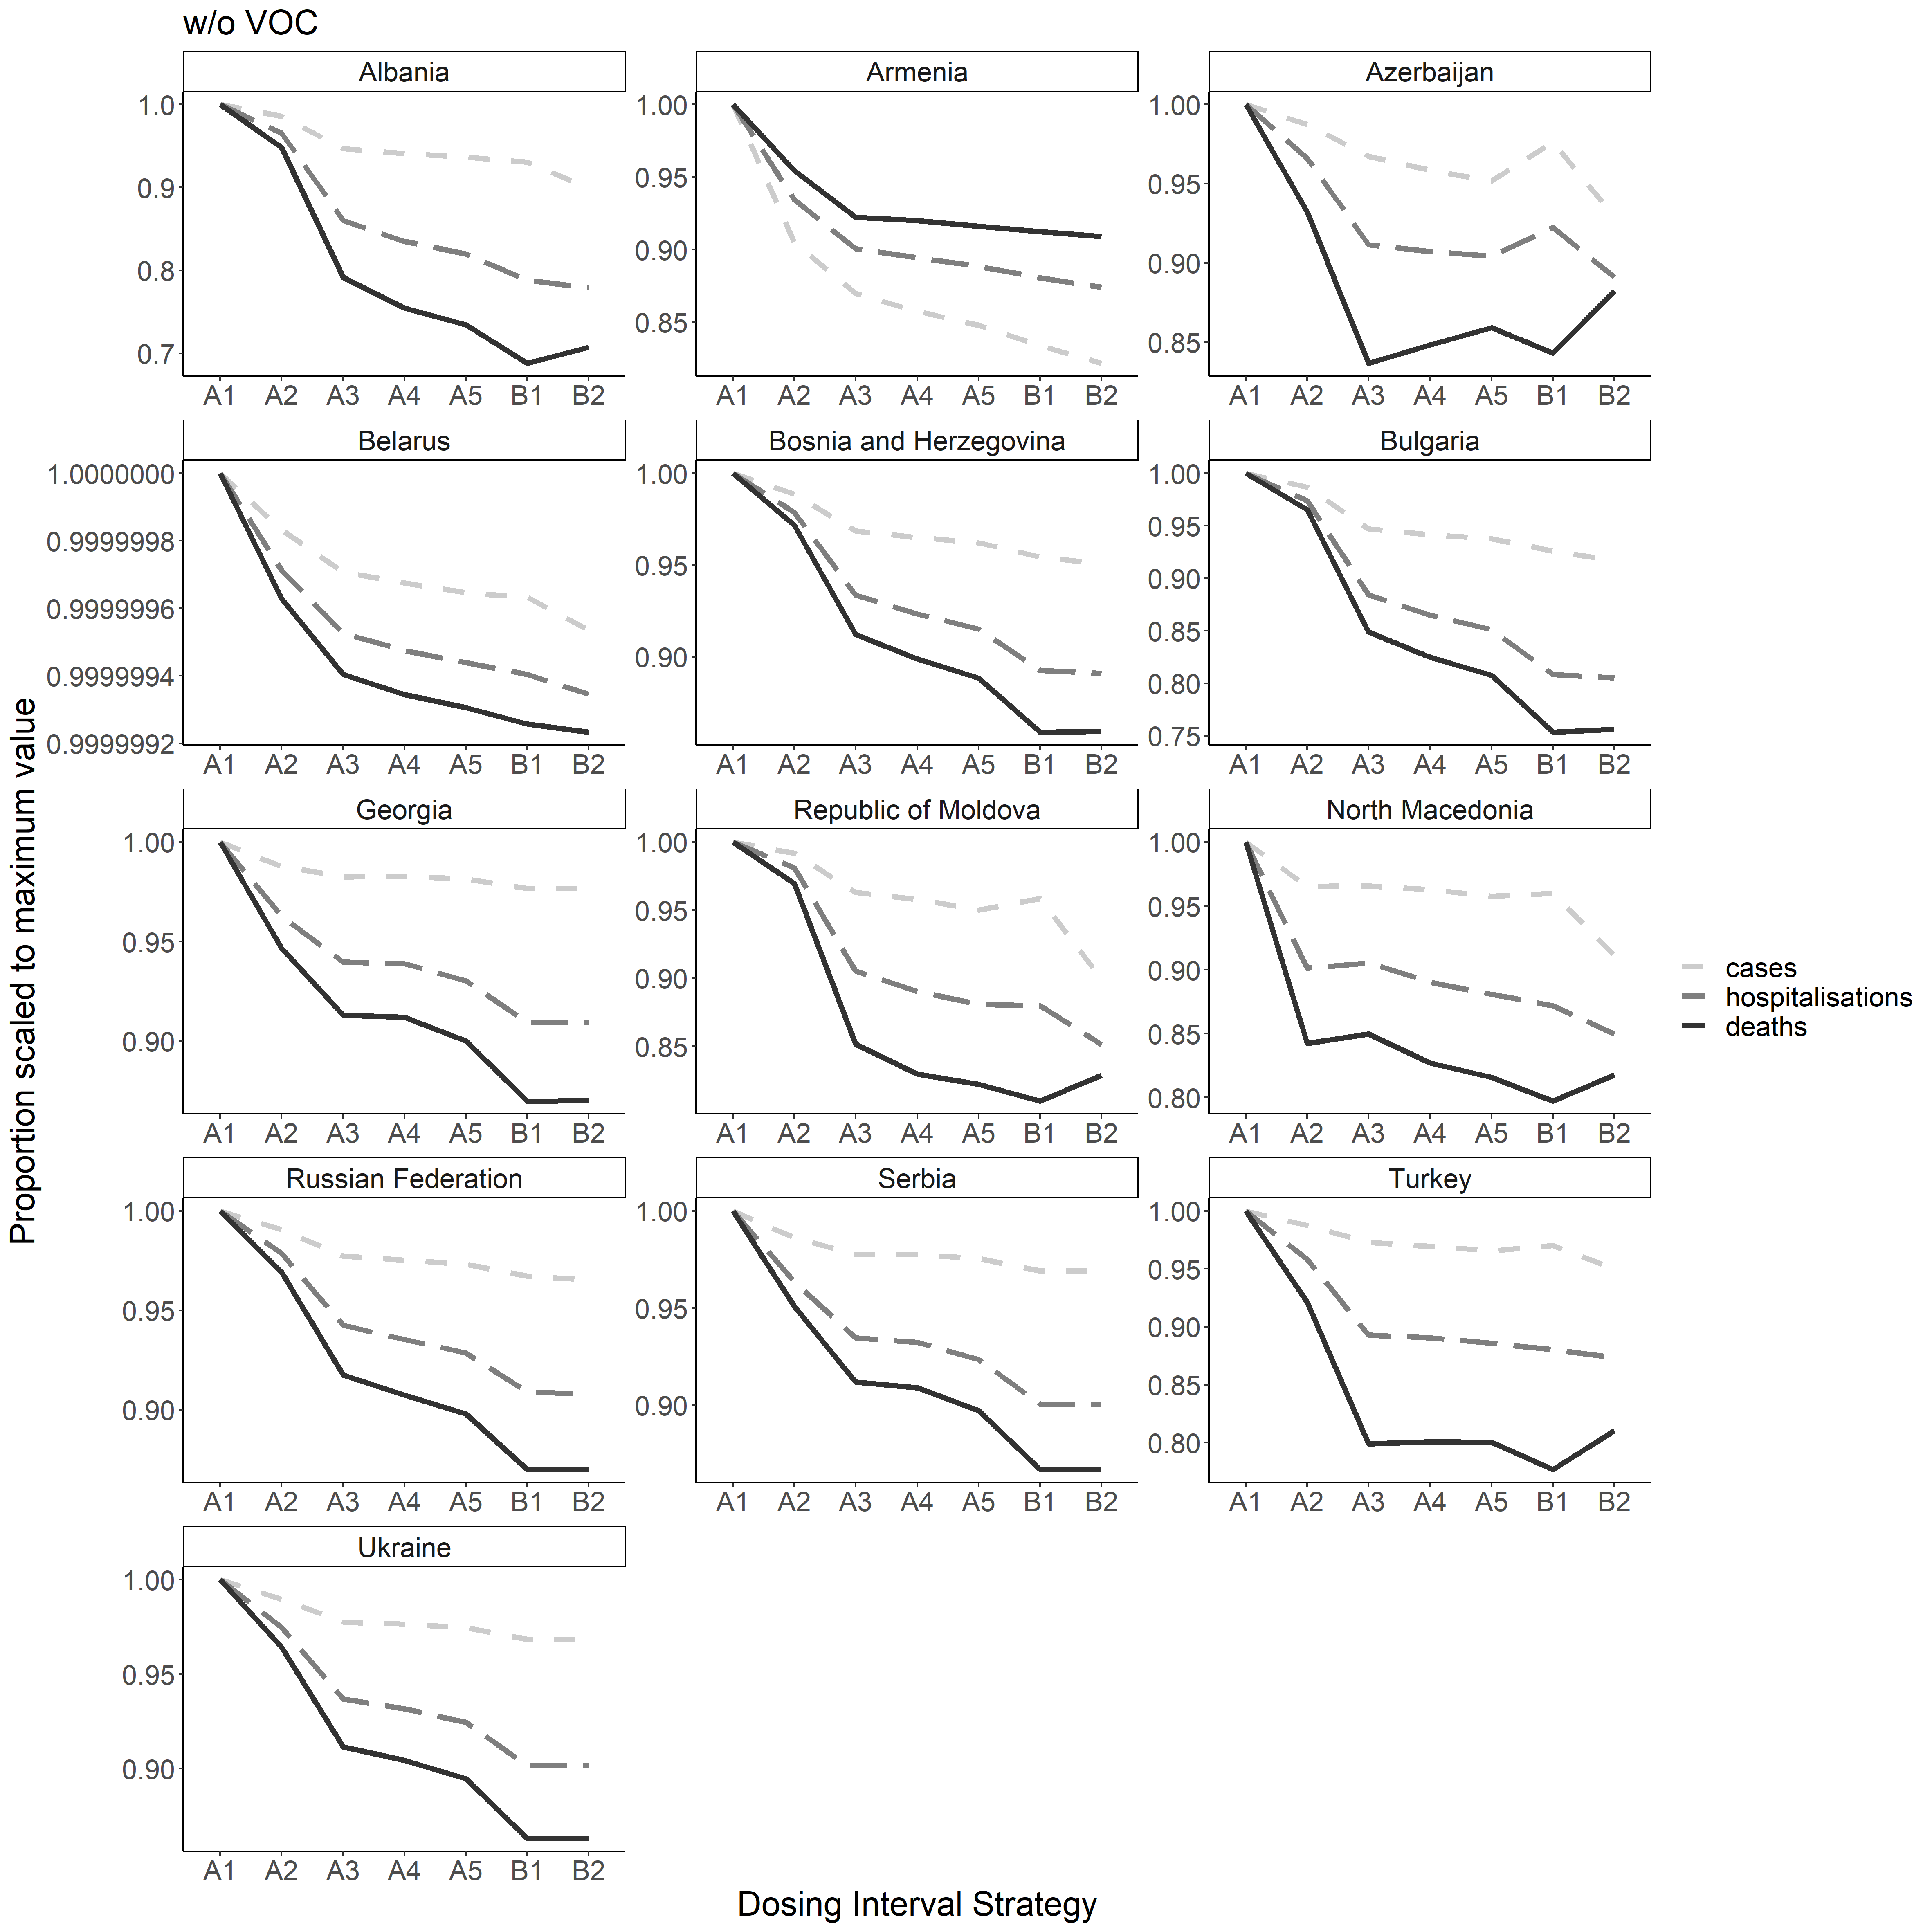 w/o VOC
Albania
Armenia
Azerbaijan
1.0
0.9
0.8
0.7
1.00
0.95
0.90
0.85
1.00
0.95
0.90
0.85
A1 A2 A3 A4 A5 B1 B2
A1 A2 A3 A4 A5 B1 B2
A1 A2 A3 A4 A5 B1 B2
Belarus
Bosnia and Herzegovina
Bulgaria
1.0000000
0.9999998
0.9999996
0.9999994
0.9999992
1.00
0.95
0.90
1.00
0.95
0.90
0.85
0.80
0.75
A1 A2 A3 A4 A5 B1 B2
A1 A2 A3 A4 A5 B1 B2
A1 A2 A3 A4 A5 B1 B2
Proportion scaled to maximum value
Georgia
Republic of Moldova
North Macedonia
1.00
0.95
0.90
1.00
0.95
0.90
0.85
1.00
0.95
0.90
0.85
0.80
A1 A2 A3 A4 A5 B1 B2
A1 A2 A3 A4 A5 B1 B2
A1 A2 A3 A4 A5 B1 B2
cases
hospitalisations
deaths
Russian Federation
Serbia
Turkey
1.00
0.95
0.90
1.00
0.95
0.90
1.00
0.95
0.90
0.85
0.80
A1 A2 A3 A4 A5 B1 B2
A1 A2 A3 A4 A5 B1 B2
A1 A2 A3 A4 A5 B1 B2
Ukraine
1.00
0.95
0.90
A1 A2 A3 A4 A5 B1 B2
Dosing Interval Strategy